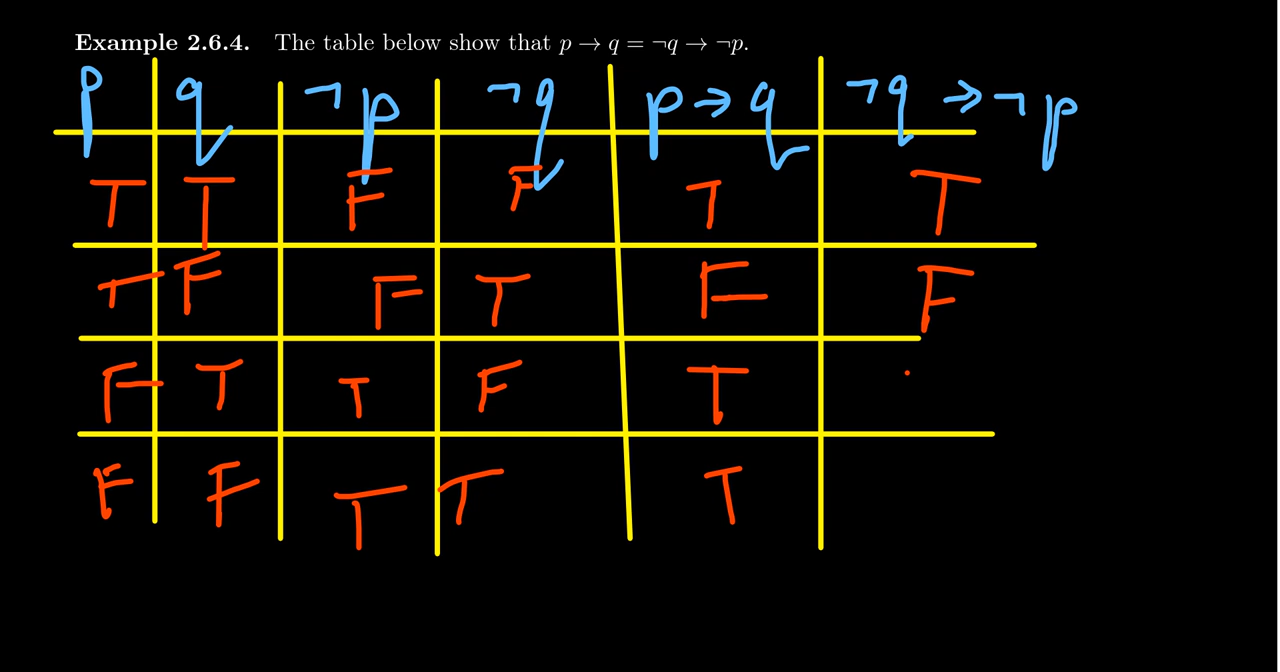 Example 2.6.4. The table below show that p → q = ¬q → ¬p.
p q ¬p ¬q p → q ¬q → ¬p
T T F F T T
T F F T F F
F T T F T
F F T T T